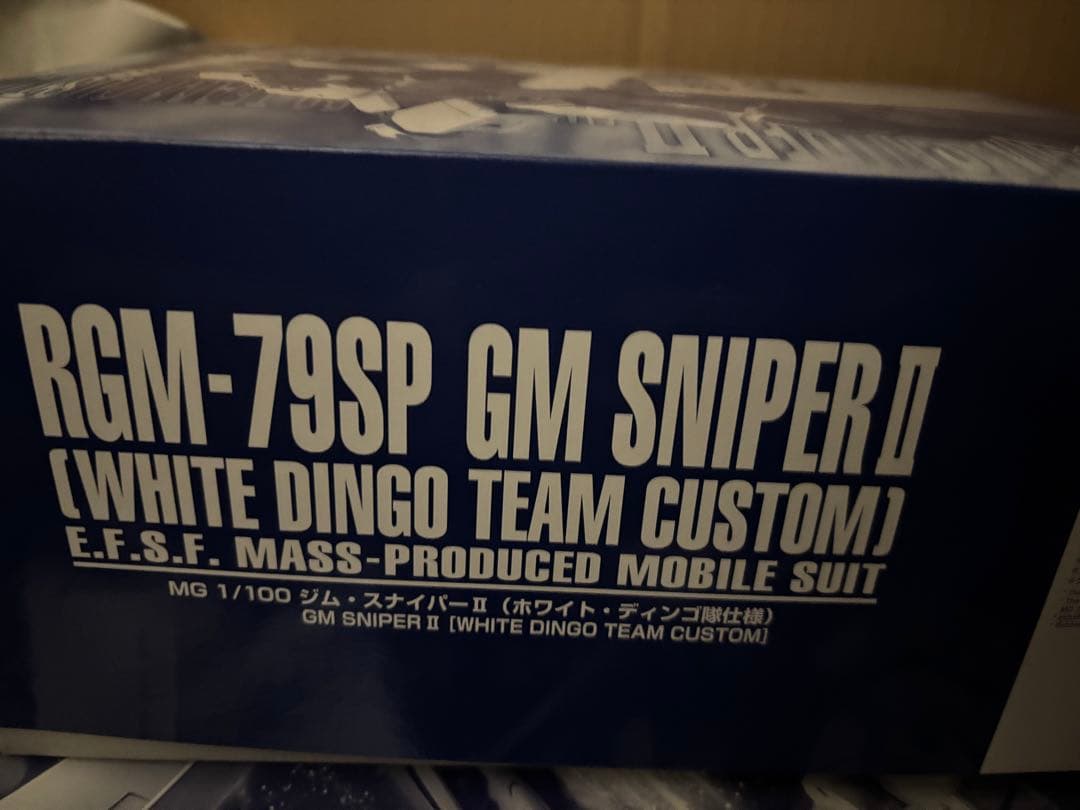 RGM-79SP GM SNIPER II
[WHITE DINGO TEAM CUSTOM]
E.F.S.F. MASS-PRODUCED MOBILE SUIT
MG 1/100 ジム・スナイパーII（ホワイト・ディンゴ隊仕様）
GM SNIPER II [WHITE DINGO TEAM CUSTOM]